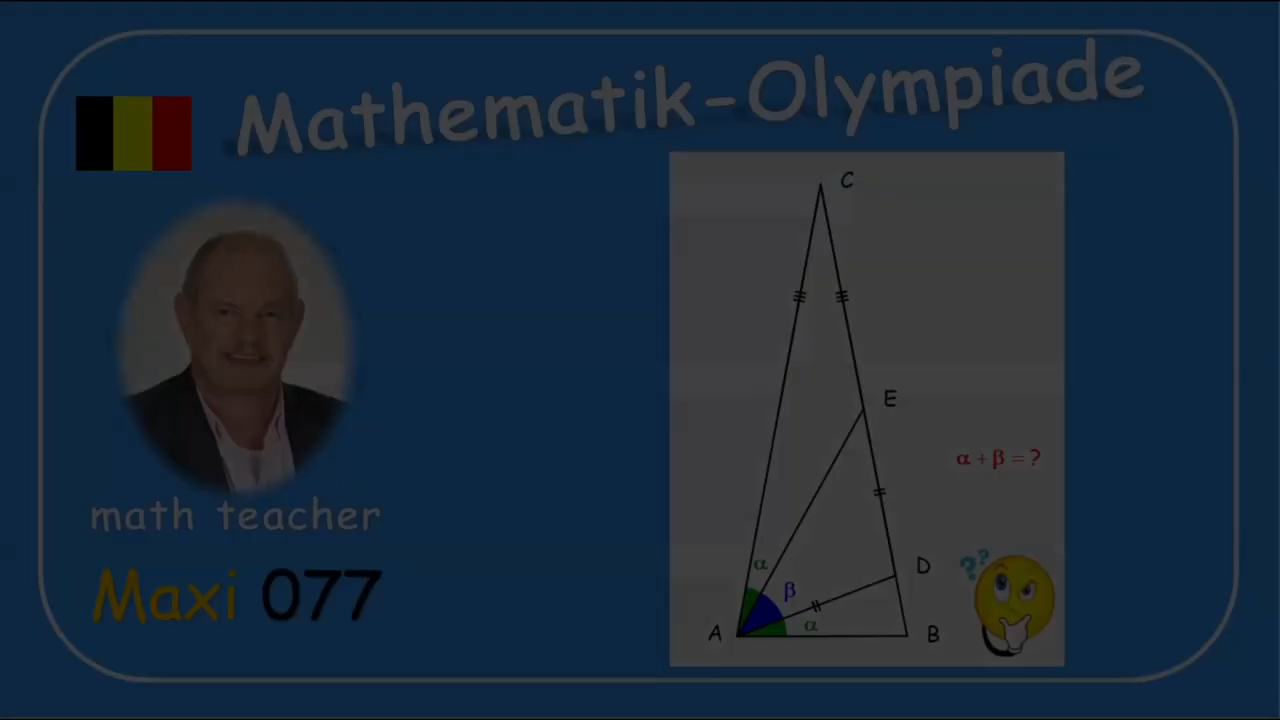 Mathematik-Olympiade
math teacher
Maxi 077
C
E
α + β = ?
D
??
α
β
α
A
B